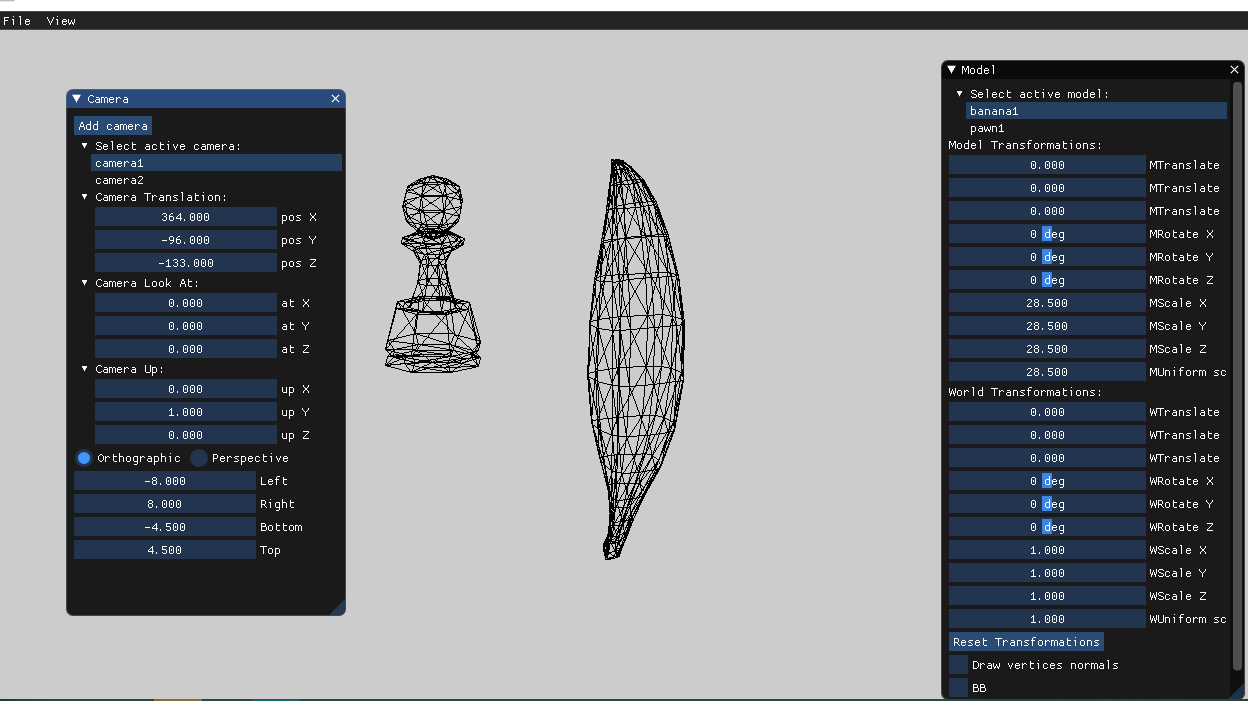 File View
Camera
Add camera
Select active camera:
camera1
camera2
Camera Translation:
364.000 pos X
-96.000 pos Y
-133.000 pos Z
Camera Look At:
0.000 at X
0.000 at Y
0.000 at Z
Camera Up:
0.000 up X
1.000 up Y
0.000 up Z
Orthographic Perspective
-8.000 Left
8.000 Right
-4.500 Bottom
4.500 Top
Model
Select active model:
banana1
pawn1
Model Transformations:
0.000 MTranslate
0.000 MTranslate
0.000 MTranslate
0 deg MRotate X
0 deg MRotate Y
0 deg MRotate Z
28.500 MScale X
28.500 MScale Y
28.500 MScale Z
28.500 MUniform sc
World Transformations:
0.000 WTranslate
0.000 WTranslate
0.000 WTranslate
0 deg WRotate X
0 deg WRotate Y
0 deg WRotate Z
1.000 WScale X
1.000 WScale Y
1.000 WScale Z
1.000 WUniform sc
Reset Transformations
Draw vertices normals
BB